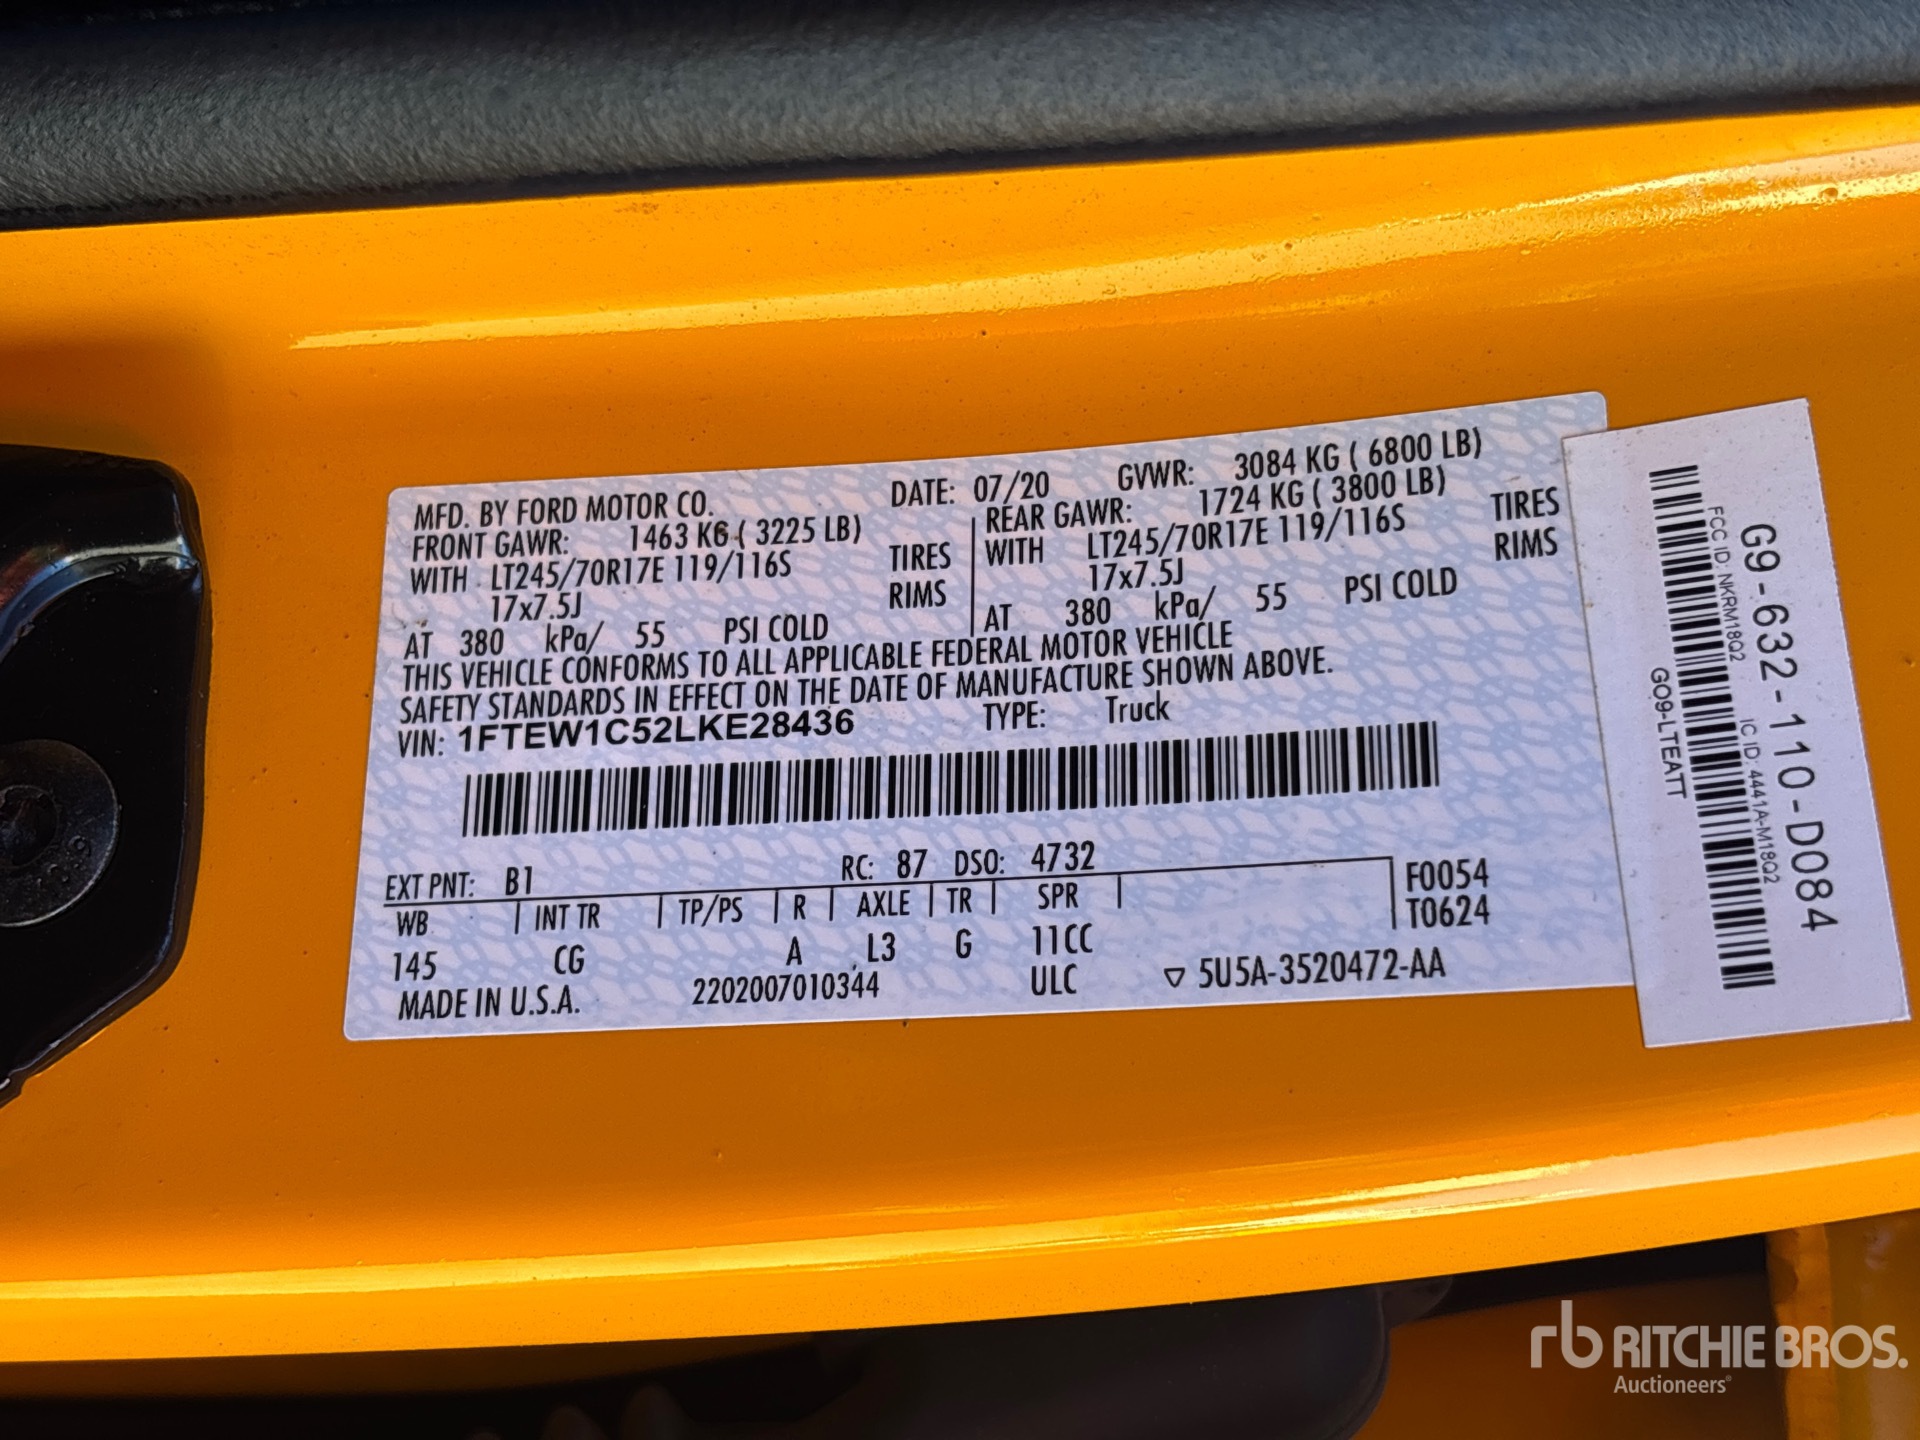 MFD. BY FORD MOTOR CO. DATE: 07/20 GVWR: 3084 KG ( 6800 LB)
FRONT GAWR: 1463 KG ( 3225 LB) REAR GAWR: 1724 KG ( 3800 LB)
WITH LT245/70R17E 119/116S TIRES WITH LT245/70R17E 119/116S TIRES
17x7.5J RIMS 17x7.5J RIMS
AT 380 kPa/ 55 PSI COLD AT 380 kPa/ 55 PSI COLD
THIS VEHICLE CONFORMS TO ALL APPLICABLE FEDERAL MOTOR VEHICLE
SAFETY STANDARDS IN EFFECT ON THE DATE OF MANUFACTURE SHOWN ABOVE.
VIN: 1FTEW1C52LKE28436 TYPE: Truck
EXT PNT: B1 RC: 87 DSO: 4732
WB INT TR TP/PS R AXLE TR SPR F0054
145 CG A L3 G 11CC T0624
MADE IN U.S.A. 2202007010344 ULC ▽ 5U5A-3520472-AA
G9-632-110-D084
FCC ID: NKRM18Q2 IC ID: 4441A-M18Q2
GO9-LTEATT
rb RITCHIE BROS.
Auctioneers